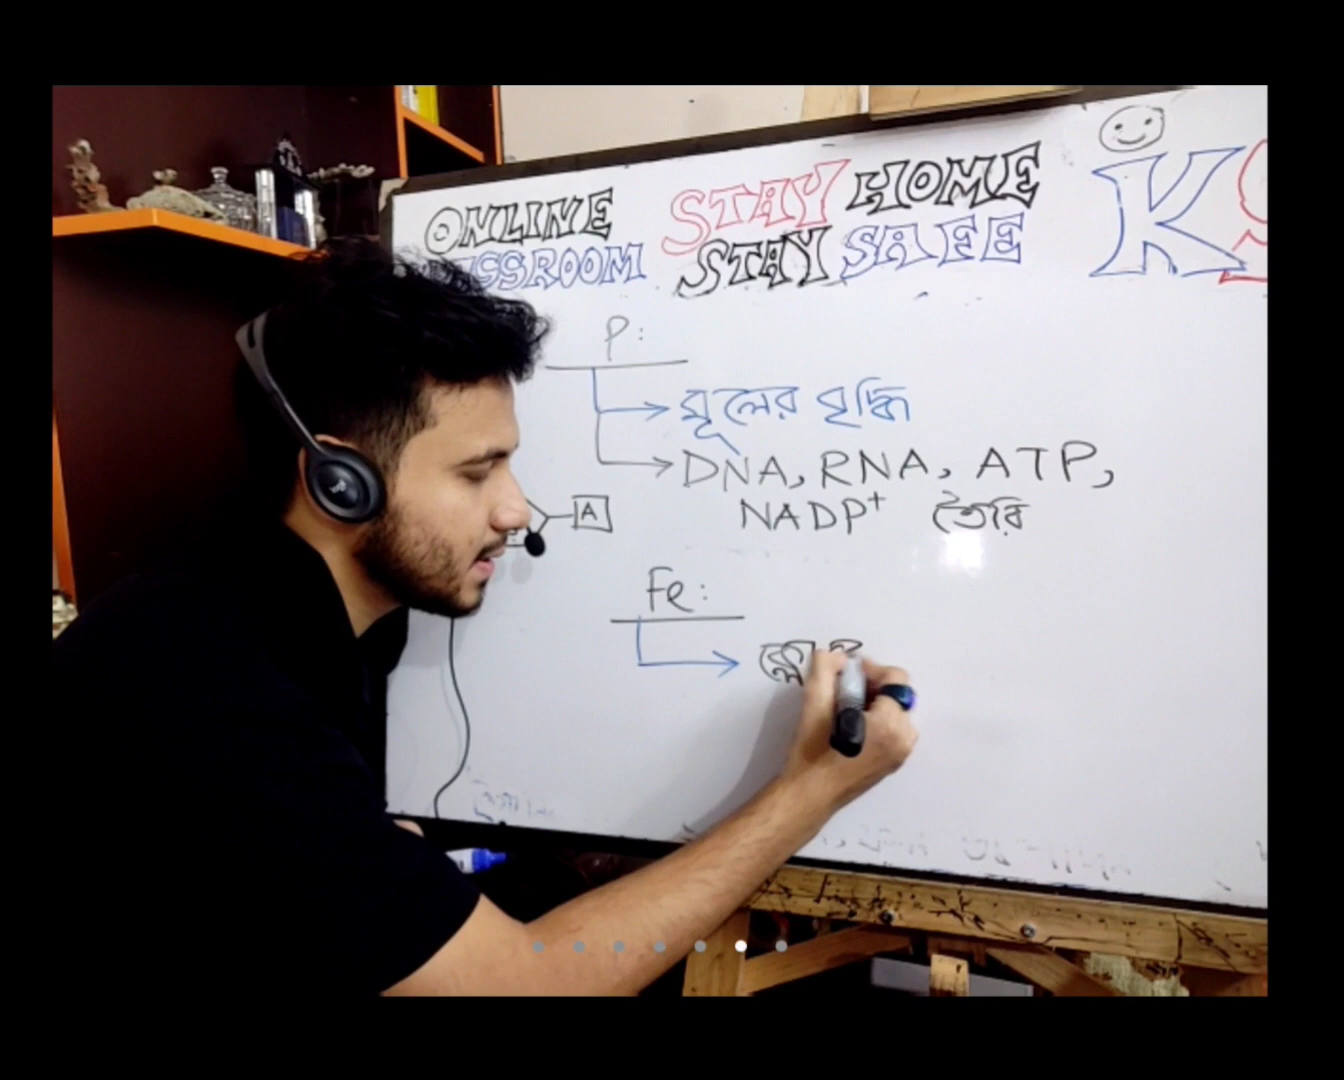 ONLINE STAY HOME K
CLASSROOM STAY SAFE
P:
মূলের বৃদ্ধি
DNA, RNA, ATP,
NADP+ তৈরি
A
Fe: